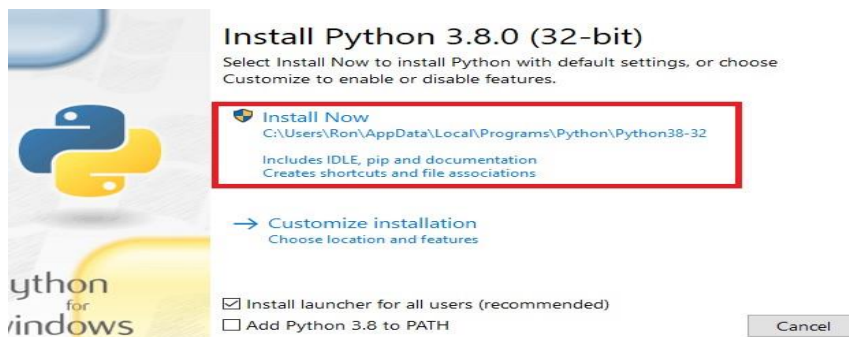 Install Python 3.8.0 (32-bit)
Select Install Now to install Python with default settings, or choose
Customize to enable or disable features.
Install Now
C:\Users\Ron\AppData\Local\Programs\Python\Python38-32
Includes IDLE, pip and documentation
Creates shortcuts and file associations
→ Customize installation
Choose location and features
ython
for
indows
Install launcher for all users (recommended)
Add Python 3.8 to PATH
Cancel